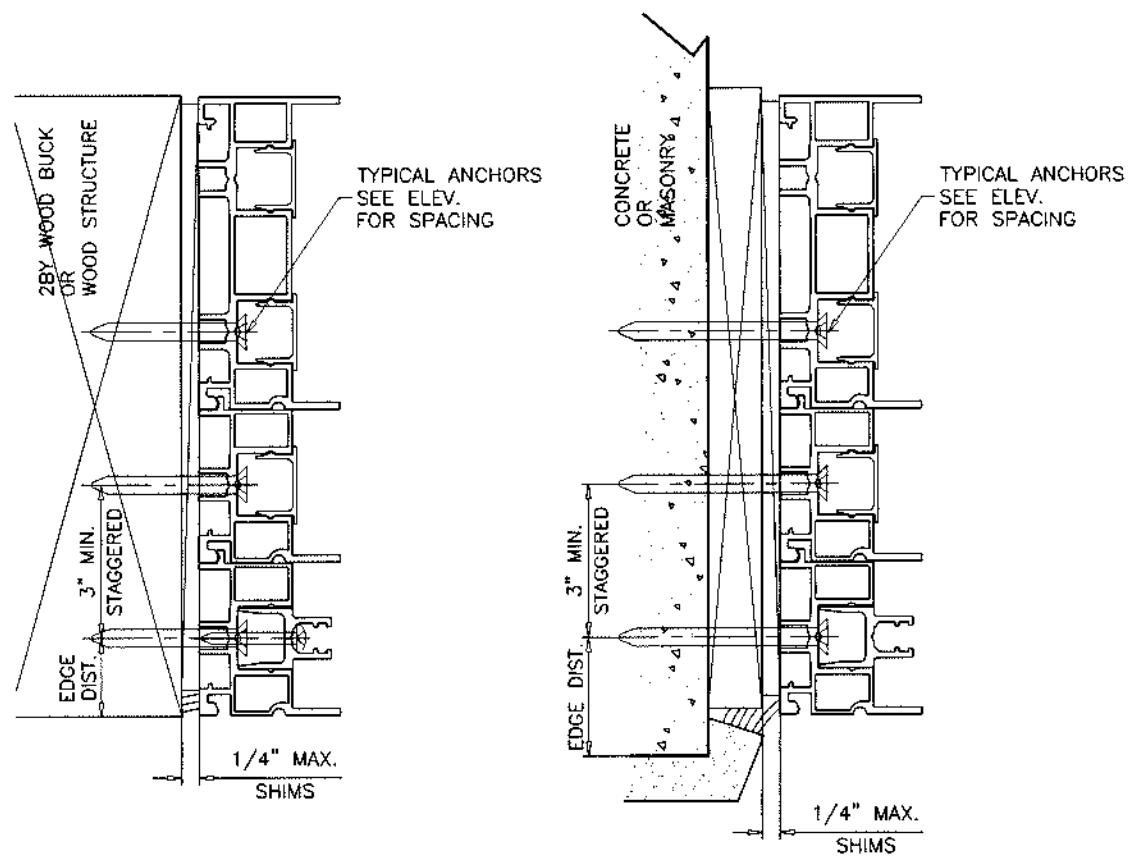 2BY WOOD BUCK
OR
WOOD STRUCTURE
TYPICAL ANCHORS
SEE ELEV.
FOR SPACING
3" MIN.
STAGGERED
EDGE
DIST.
1/4" MAX.
SHIMS
CONCRETE
OR
MASONRY
TYPICAL ANCHORS
SEE ELEV.
FOR SPACING
3" MIN.
STAGGERED
EDGE DIST.
1/4" MAX.
SHIMS